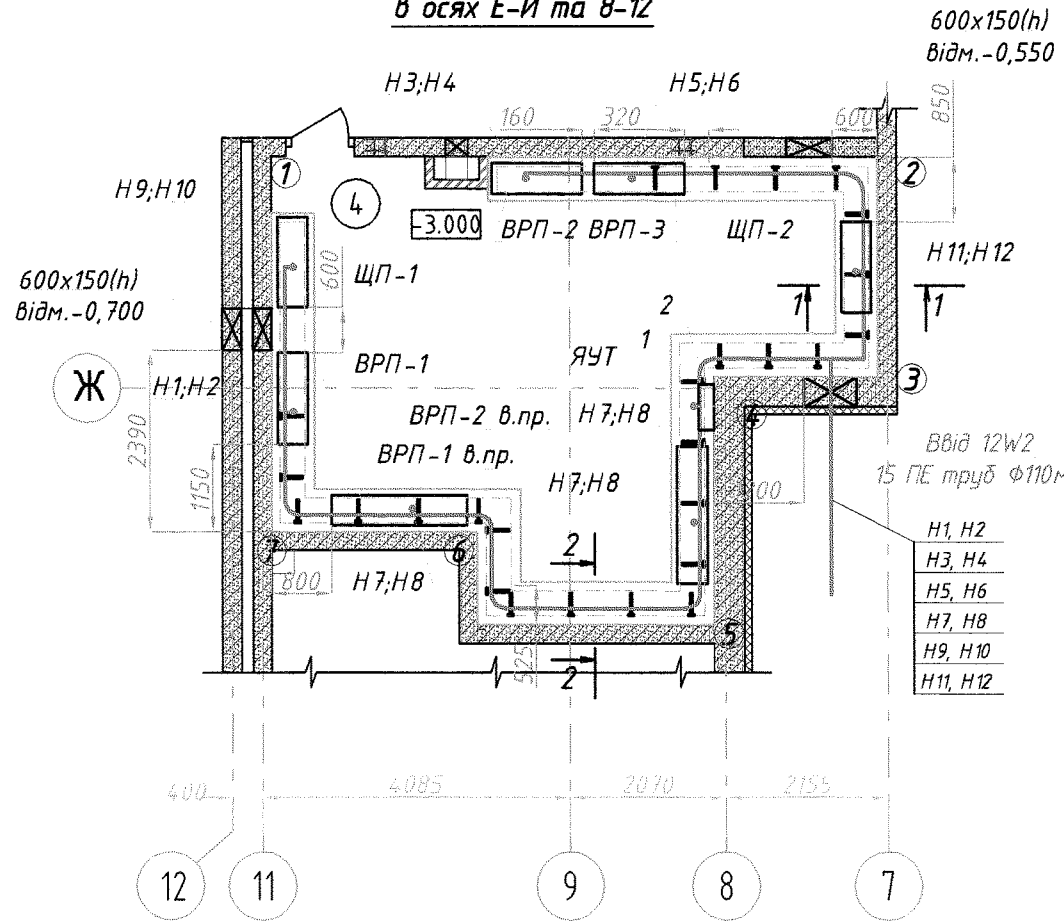 в осях Е-И та 8-12
600x150(h)
відм.-0,550
Н3;Н4
Н5;Н6
160
320
600
850
1
2
Н9;Н10
4
-3.000
ВРП-2
ВРП-3
ЩП-2
Н11;Н12
600x150(h)
відм.-0,700
600
ЩП-1
2
1
1
1
ВРП-1
ЯУТ
3
Ж
Н1;Н2
ВРП-2 в.пр.
Н7;Н8
4
2390
ВРП-1 в.пр.
Ввід 12W2
1150
Н7;Н8
15 ПЕ труб Ф110м
Н1, Н2
7
6
2
Н3, Н4
800
Н7;Н8
Н5, Н6
Н7, Н8
5
525
Н9, Н10
2
Н11, Н12
400
4085
2070
2155
12
11
9
8
7